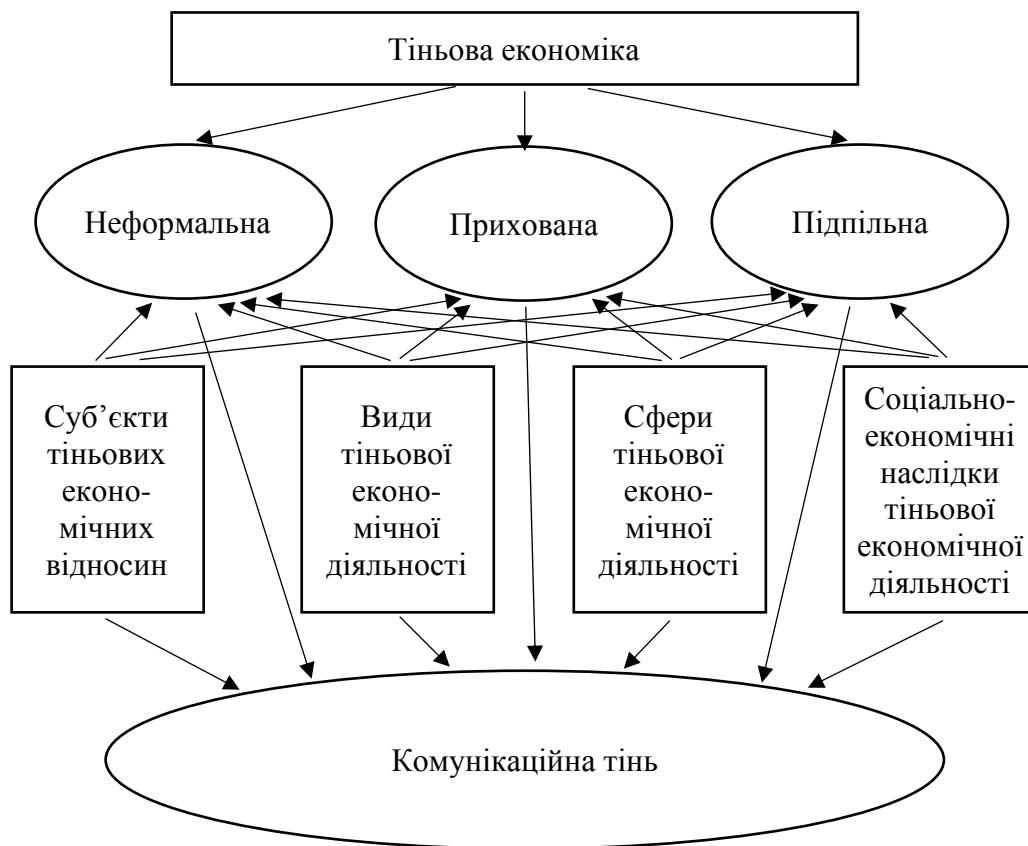 Тіньова економіка
Неформальна
Прихована
Підпільна
Суб’єкти
тіньових
еконо-
мічних
відносин
Види
тіньової
еконо-
мічної
діяльності
Сфери
тіньової
еконо-
мічної
діяльності
Соціально-
економічні
наслідки
тіньової
економічної
діяльності
Комунікаційна тінь